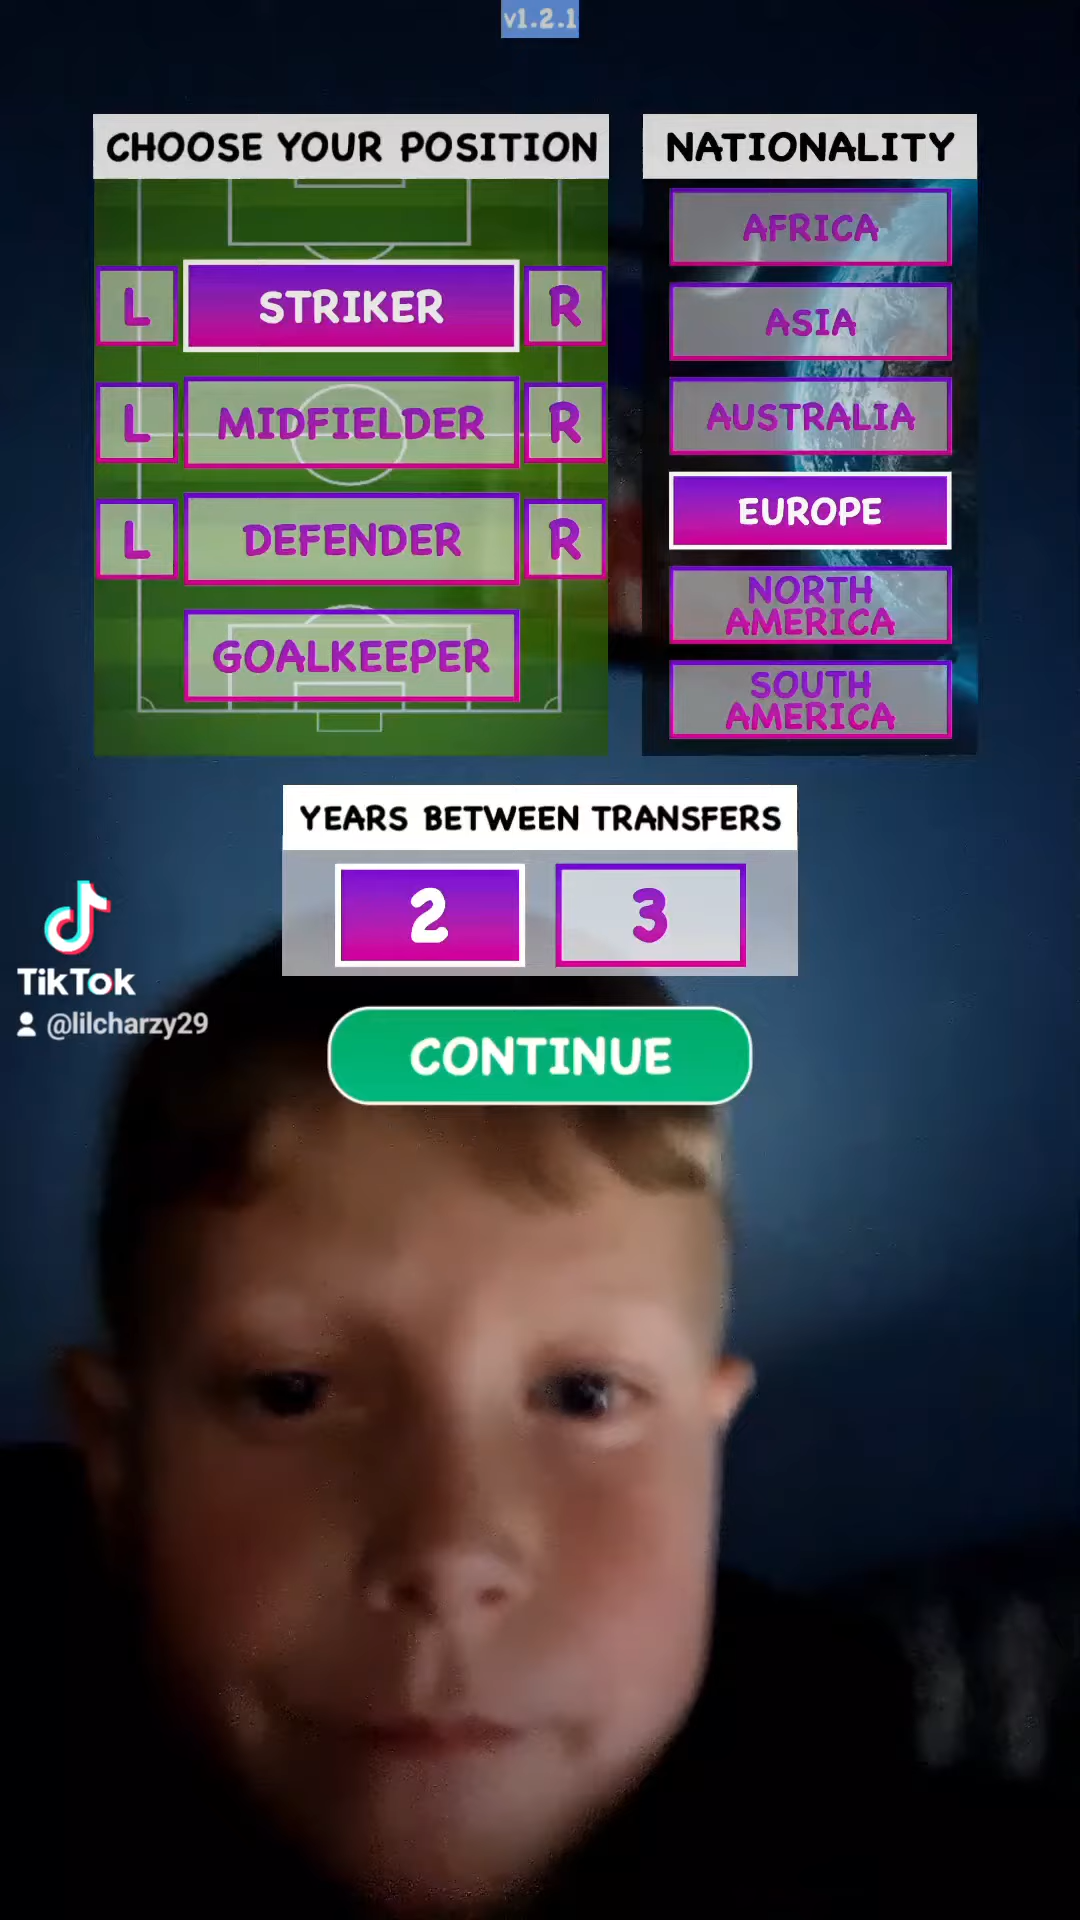 v1.2.1
CHOOSE YOUR POSITION
NATIONALITY
L STRIKER R
L MIDFIELDER R
L DEFENDER R
GOALKEEPER
AFRICA
ASIA
AUSTRALIA
EUROPE
NORTH
AMERICA
SOUTH
AMERICA
YEARS BETWEEN TRANSFERS
2 3
TikTok
@lilcharzy29
CONTINUE